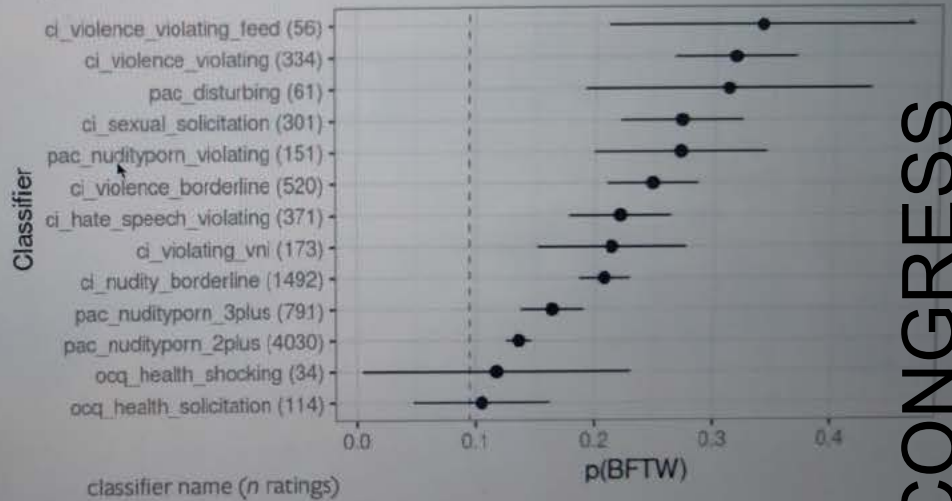 Classifier
ci_violence_violating_feed (56)
ci_violence_violating (334)
pac_disturbing (61)
ci_sexual_solicitation (301)
pac_nudityporn_violating (151)
ci_violence_borderline (520)
ci_hate_speech_violating (371)
ci_violating_vni (173)
ci_nudity_borderline (1492)
pac_nudityporn_3plus (791)
pac_nudityporn_2plus (4030)
ocq_health_shocking (34)
ocq_health_solicitation (114)
0.0 0.1 0.2 0.3 0.4
p(BFTW)
classifier name (n ratings)
CONGRESS